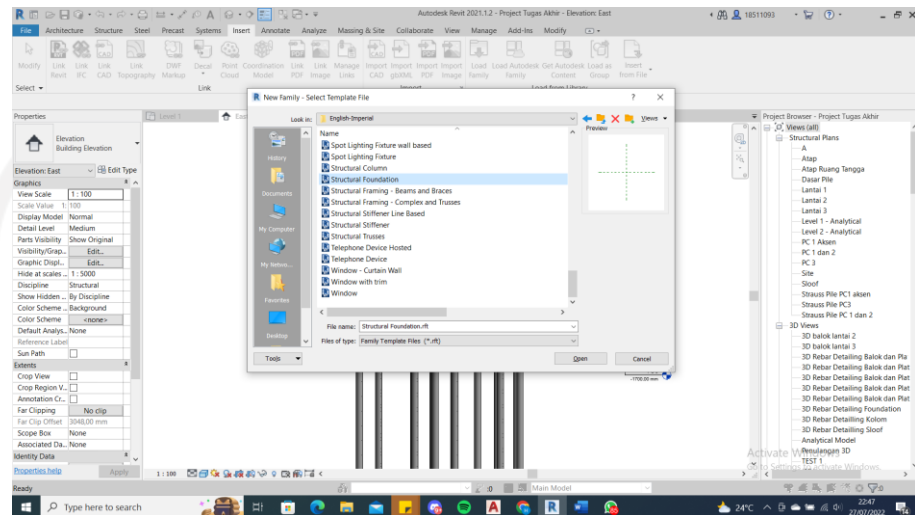 Autodesk Revit 2021.1.2 - Project Tugas Akhir - Elevation: East
18511093
File Architecture Structure Steel Precast Systems Insert Annotate Analyze Massing & Site Collaborate View Manage Add-Ins Modify
Modify Link Revit Link IFC Link CAD Link Topography DWF Markup Decal Point Cloud Coordination Model Link PDF Link Image Manage Links Import CAD Import gbXML Import PDF Import Image Load Family Load Autodesk Family Get Autodesk Content Load as Group Insert from File
Select
Link
Import
Load from Library
Properties
Level 1
Elevation
Building Elevation
Elevation: East
Edit Type
Graphics
View Scale 1 : 100
Scale Value 1: 100
Display Model Normal
Detail Level Medium
Parts Visibility Show Original
Visibility/Grap... Edit...
Graphic Displ... Edit...
Hide at scales ... 1 : 5000
Discipline Structural
Show Hidden ... By Discipline
Color Scheme ... Background
Color Scheme <none>
Default Analys... None
Reference Label
Sun Path
Extents
Crop View
Crop Region V...
Annotation Cr...
Far Clipping No clip
Far Clip Offset 3048,00 mm
Scope Box None
Associated Da... None
Identity Data
Properties help
Apply
New Family - Select Template File
Look in: English-Imperial
Views
History
Documents
My Computer
My Netwo...
Favorites
Desktop
Name
Spot Lighting Fixture wall based
Spot Lighting Fixture
Structural Column
Structural Foundation
Structural Framing - Beams and Braces
Structural Framing - Complex and Trusses
Structural Stiffener Line Based
Structural Stiffener
Structural Trusses
Telephone Device Hosted
Telephone Device
Window - Curtain Wall
Window with trim
Window
Preview
File name: Structural Foundation.rft
Files of type: Family Template Files (*.rft)
Tools
Open
Cancel
-1700,00 mm
Project Browser - Project Tugas Akhir
Views (all)
Structural Plans
A
Atap
Atap Ruang Tangga
Dasar Pile
Lantai 1
Lantai 2
Lantai 3
Level 1 - Analytical
Level 2 - Analytical
PC 1 Aksen
PC 1 dan 2
PC 3
Site
Sloof
Strauss Pile PC1 aksen
Strauss Pile PC3
Strauss Pile PC 1 dan 2
3D Views
3D balok lantai 2
3D balok lantai 3
3D Rebar Detailing Balok dan Pla
3D Rebar Detailing Balok dan Plat
3D Rebar Detailing Balok dan Plat
3D Rebar Detailing Balok dan Plat
3D Rebar Detailing Foundation
3D Rebar Detailling Kolom
3D Rebar Detailing Sloof
Analytical Model
Penulangan 3D
TEST 1
Activate Windows
Go to Settings to activate Windows.
1 : 100
Ready
:0
Main Model
:0
Type here to search
24°C
22:47
27/07/2022